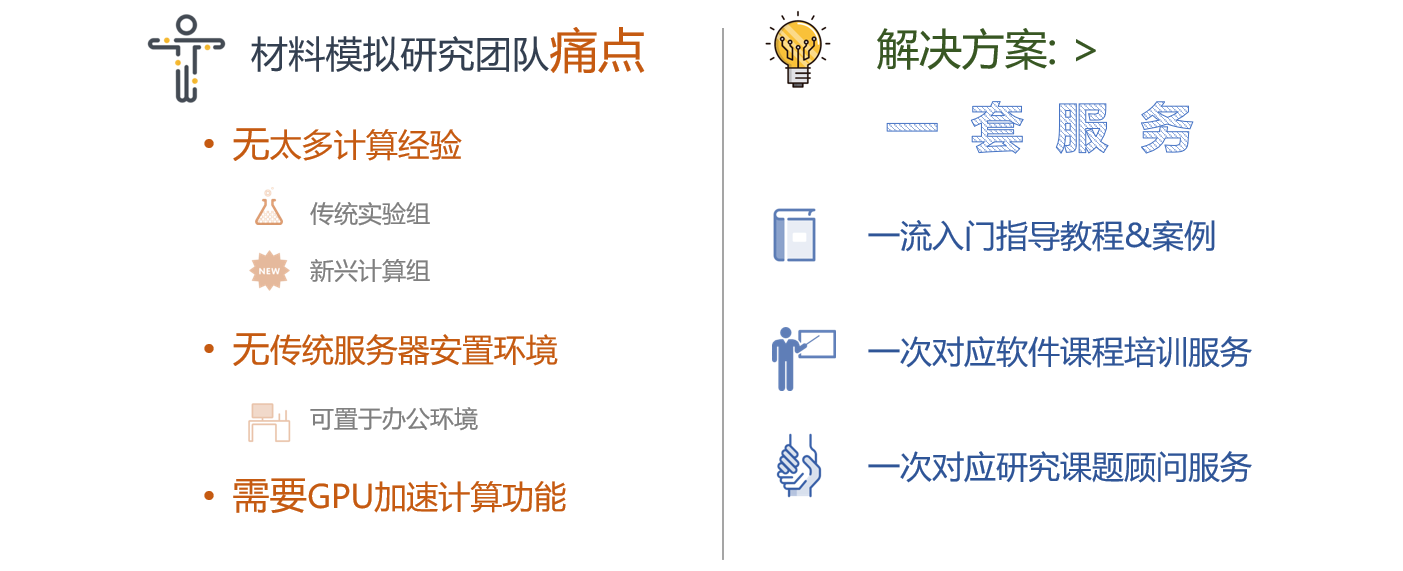 材料模拟研究团队痛点
• 无太多计算经验
传统实验组
NEW
新兴计算组
• 无传统服务器安置环境
可置于办公环境
• 需要GPU加速计算功能
解决方案: >
一套服务
一流入门指导教程&案例
一次对应软件课程培训服务
一次对应研究课题顾问服务